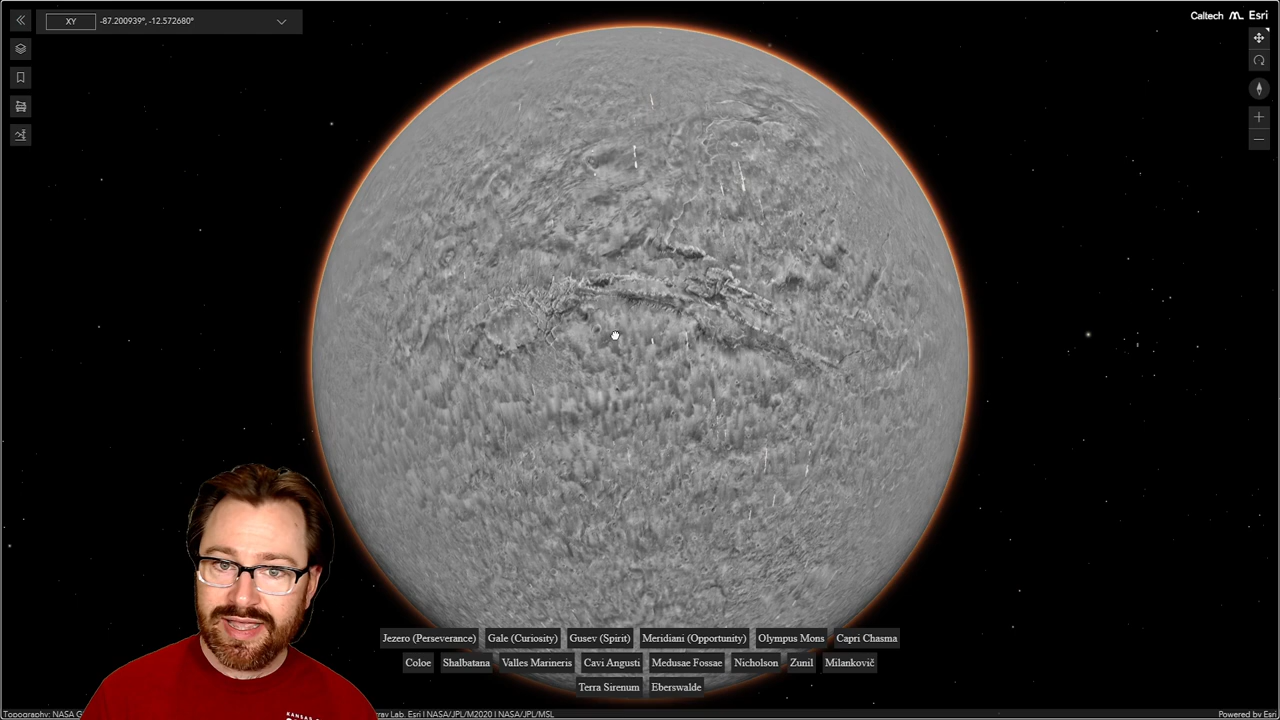 XY -87.200939°, -12.572680°
Caltech Esri
Jezero (Perseverance) Gale (Curiosity) Gusev (Spirit) Meridiani (Opportunity) Olympus Mons Capri Chasma
Coloe Shalbatana Valles Marineris Cavi Angusti Medusae Fossae Nicholson Zunil Milankovič
Terra Sirenum Eberswalde
KANSAS
Topography: NASA Lab. Esri | NASA/JPL/M2020 | NASA/JPL/MSL Powered by Esri